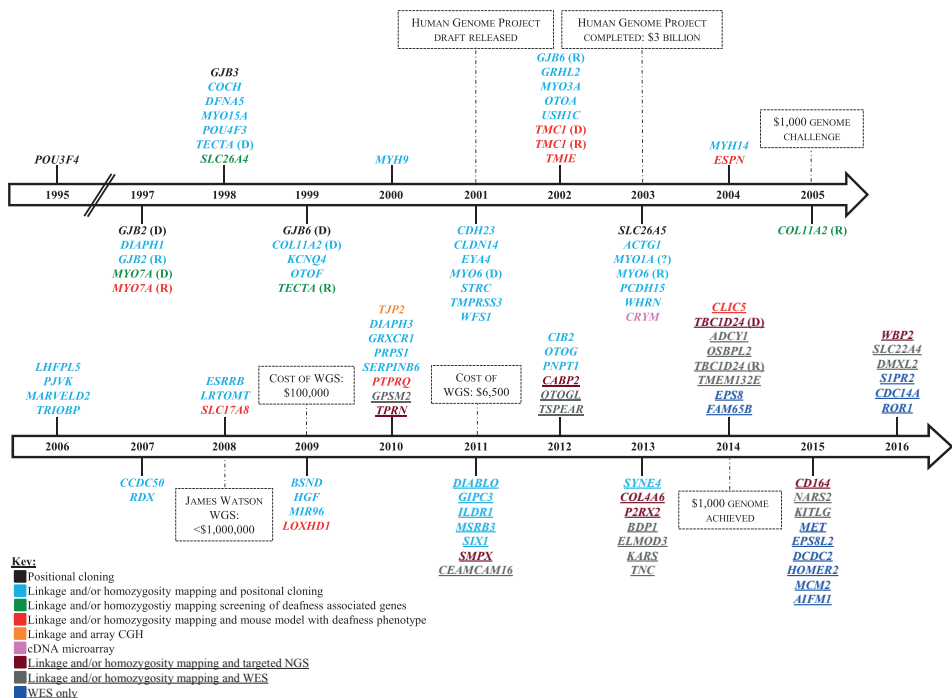 HUMAN GENOME PROJECT
DRAFT RELEASED
HUMAN GENOME PROJECT
COMPLETED: $3 BILLION
GJB3
COCH
DFNA5
MYO15A
POU4F3
TECTA (D)
SLC26A4
GJB6 (R)
GRHL2
MYO3A
OTOA
USH1C
TMC1 (D)
TMC1 (R)
TMIE
$1,000 GENOME
CHALLENGE
POU3F4
MYH9
MYH14
ESPN
1995 1997 1998 1999 2000 2001 2002 2003 2004 2005
GJB2 (D)
DIAPH1
GJB2 (R)
MYO7A (D)
MYO7A (R)
GJB6 (D)
COL11A2 (D)
KCNQ4
OTOF
TECTA (R)
CDH23
CLDN14
EYA4
MYO6 (D)
STRC
TMPRSS3
WFS1
SLC26A5
ACTG1
MYO1A (?)
MYO6 (R)
PCDH15
WHRN
CRYM
COL11A2 (R)
LHFPL5
PJVK
MARVELD2
TRIOBP
ESRRB
LRTOMT
SLC17A8
COST OF WGS:
$100,000
TJP2
DIAPH3
GRXCR1
PRPS1
SERPINB6
PTPRQ
GPSM2
TPRN
COST OF
WGS: $6,500
CIB2
OTOG
PNPT1
CABP2
OTOGL
TSPEAR
CLIC5
TBC1D24 (D)
ADCY1
OSBPL2
TBC1D24 (R)
TMEM132E
EPS8
FAM65B
WBP2
SLC22A4
DMXL2
S1PR2
CDC14A
ROR1
2006 2007 2008 2009 2010 2011 2012 2013 2014 2015 2016
CCDC50
RDX
JAMES WATSON
WGS:
<$1,000,000
BSND
HGF
MIR96
LOXHD1
DIABLO
GIPC3
ILDR1
MSRB3
SIX1
SMPX
CEAMCAM16
SYNE4
COL4A6
P2RX2
BDP1
ELMOD3
KARS
TNC
$1,000 GENOME
ACHIEVED
CD164
NARS2
KITLG
MET
EPS8L2
DCDC2
HOMER2
MCM2
AIFM1
Key:
Positional cloning
Linkage and/or homozygosity mapping and positonal cloning
Linkage and/or homozygosity mapping screening of deafness associated genes
Linkage and/or homozygosity mapping and mouse model with deafness phenotype
Linkage and array CGH
cDNA microarray
Linkage and/or homozygosity mapping and targeted NGS
Linkage and/or homozygosity mapping and WES
WES only